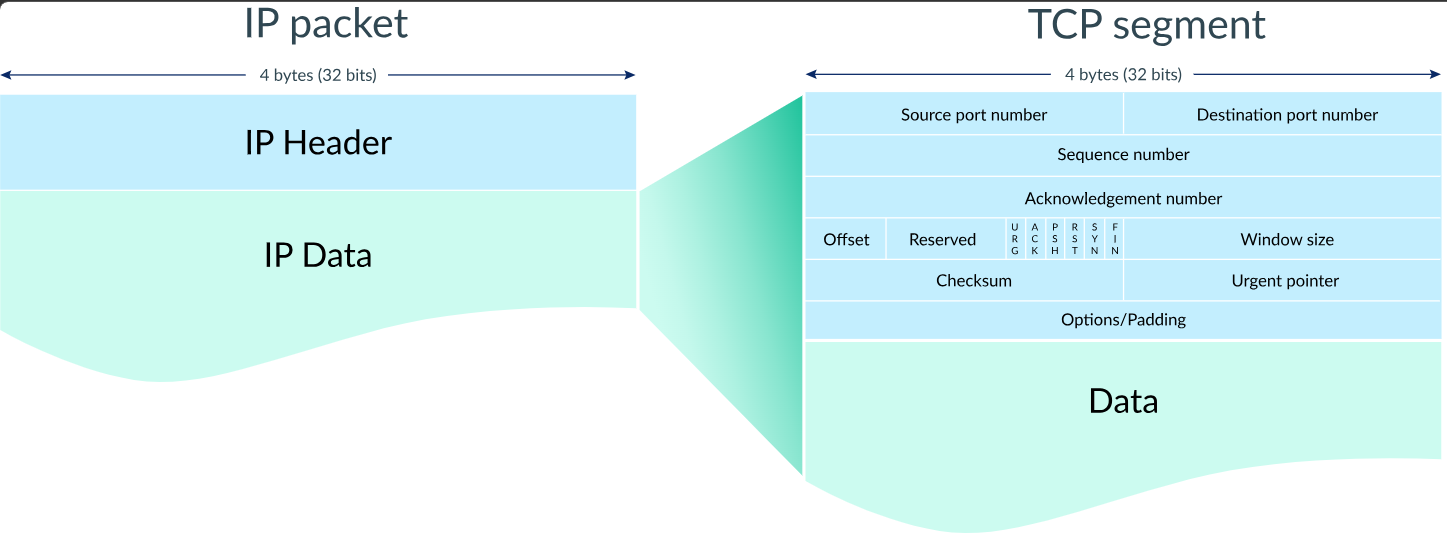 IP packet
TCP segment
4 bytes (32 bits)
4 bytes (32 bits)
IP Header
IP Data
Source port number
Destination port number
Sequence number
Acknowledgement number
Offset
Reserved
URG
ACK
PSH
RST
SYN
FIN
Window size
Checksum
Urgent pointer
Options/Padding
Data